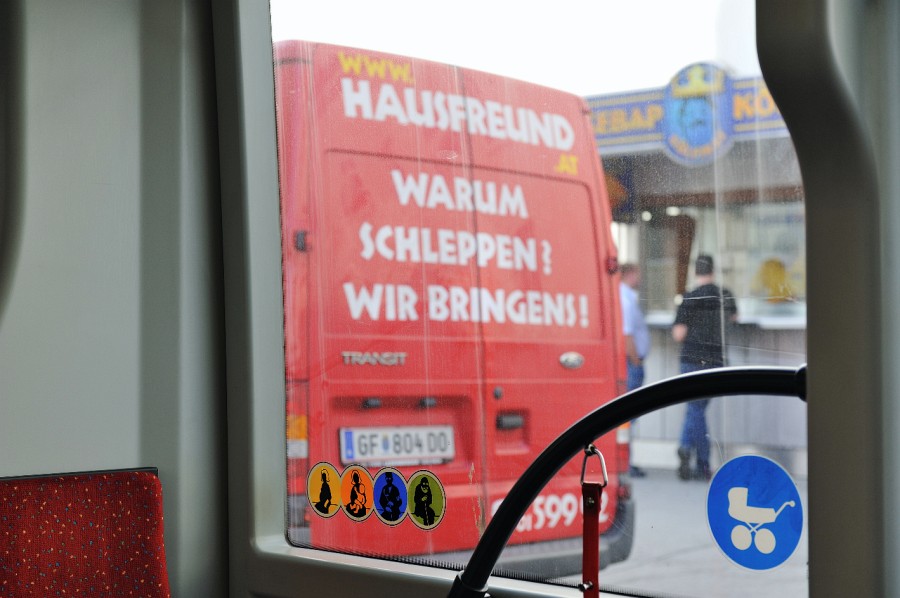 WWW.
HAUSFREUND
.AT
WARUM
SCHLEPPEN?
WIR BRINGENS!
TRANSIT
GF 804 DO
KEBAP